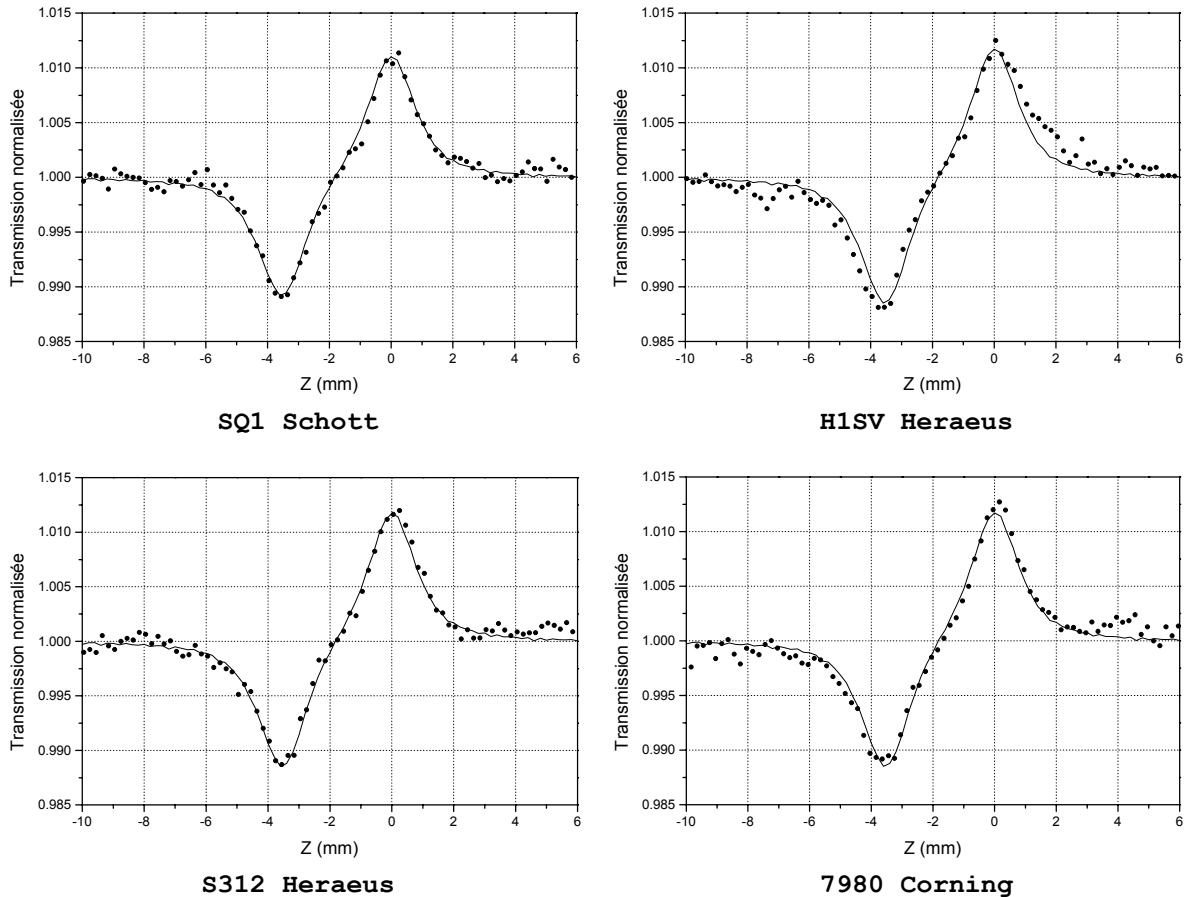 1.015
1.010
1.005
1.000
0.995
0.990
0.985
Transmission normalisée
-10 -8 -6 -4 -2 0 2 4 6
Z (mm)
SQ1 Schott
1.015
1.010
1.005
1.000
0.995
0.990
0.985
Transmission normalisée
-10 -8 -6 -4 -2 0 2 4 6
Z (mm)
H1SV Heraeus
1.015
1.010
1.005
1.000
0.995
0.990
0.985
Transmission normalisée
-10 -8 -6 -4 -2 0 2 4 6
Z (mm)
S312 Heraeus
1.015
1.010
1.005
1.000
0.995
0.990
0.985
Transmission normalisée
-10 -8 -6 -4 -2 0 2 4 6
Z (mm)
7980 Corning